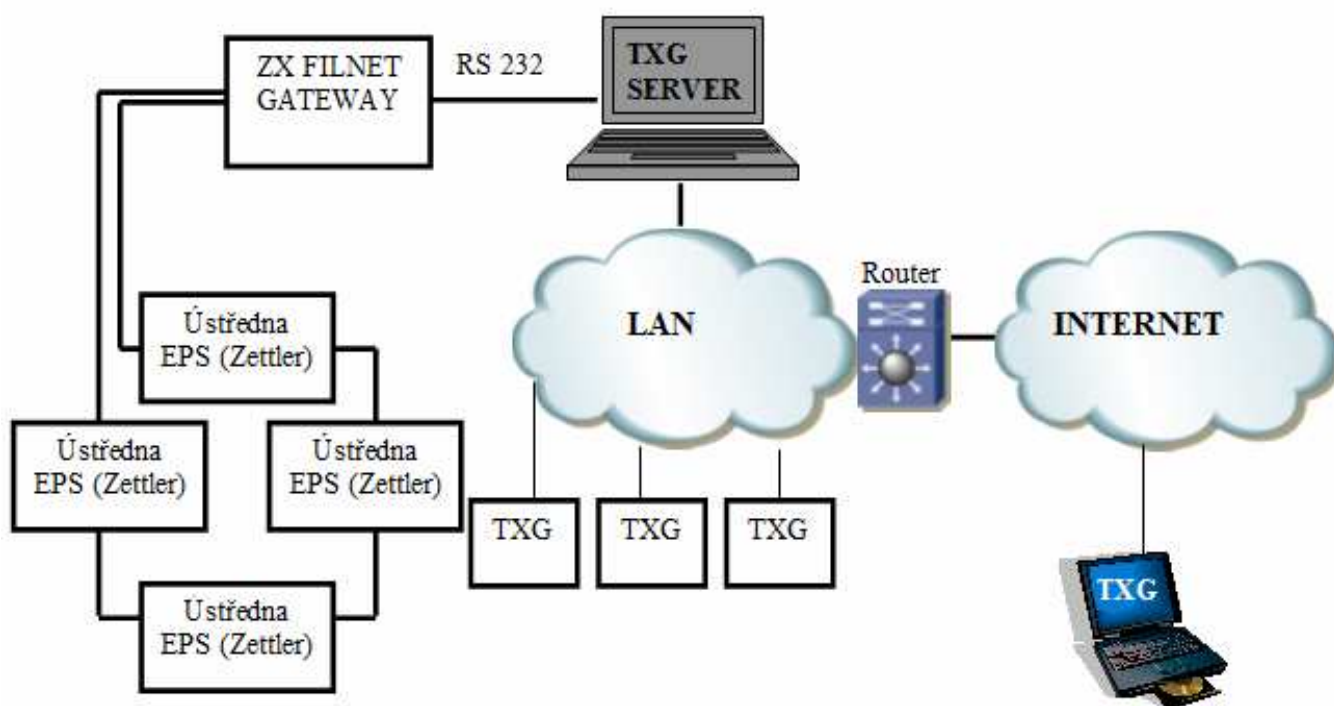 ZX FILNET
GATEWAY
RS 232
TXG
SERVER
Router
LAN
INTERNET
Ústředna
EPS (Zettler)
Ústředna
EPS (Zettler)
Ústředna
EPS (Zettler)
TXG
TXG
TXG
TXG
Ústředna
EPS (Zettler)